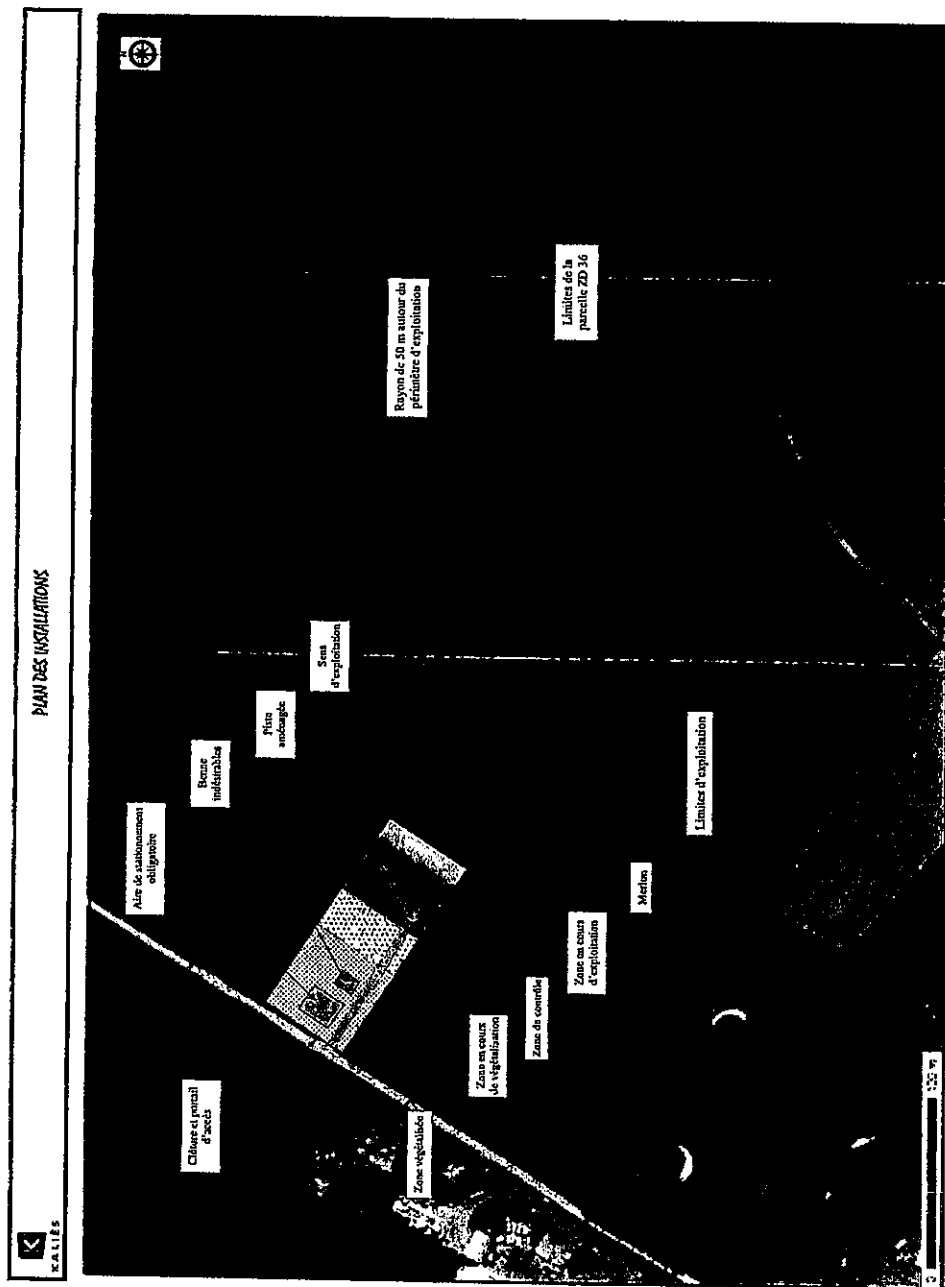 PLAN DES INSTALLATIONS
K
KALIÈS
N
Aire de stationnement
obligatoire
Benne
indésirables
Piste
aménagée
Sens
d'exploitation
Rayon de 50 m autour du
périmètre d'exploitation
Limites de la
parcelle ZD 36
Clôture et portail
d'accès
Zone végétalisée
Zone en cours
de végétalisation
Zone de contrôle
Zone en cours
d'exploitation
Merlon
Limites d'exploitation
0
120 m